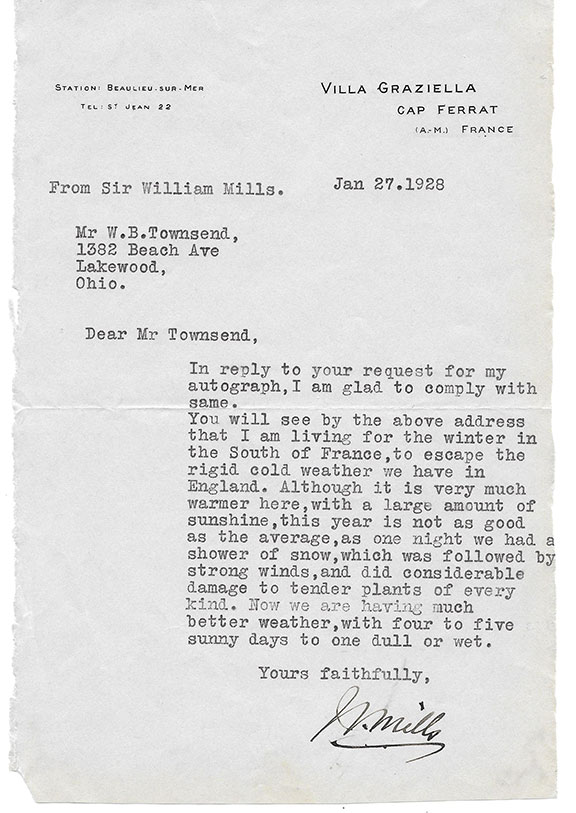 STATION: BEAULIEU-SUR-MER
TEL: ST JEAN 22
VILLA GRAZIELLA
CAP FERRAT
(A.-M.) FRANCE
From Sir William Mills.
Jan 27.1928
Mr W.B.Townsend,
1382 Beach Ave
Lakewood,
Ohio.
Dear Mr Townsend,
In reply to your request for my
autograph,I am glad to comply with
same.
You will see by the above address
that I am living for the winter in
the South of France,to escape the
rigid cold weather we have in
England. Although it is very much
warmer here,with a large amount of
sunshine,this year is not as good
as the average,as one night we had a
shower of snow,which was followed by
strong winds,and did considerable
damage to tender plants of every
kind. Now we are having much
better weather,with four to five
sunny days to one dull or wet.
Yours faithfully,
W. Mills